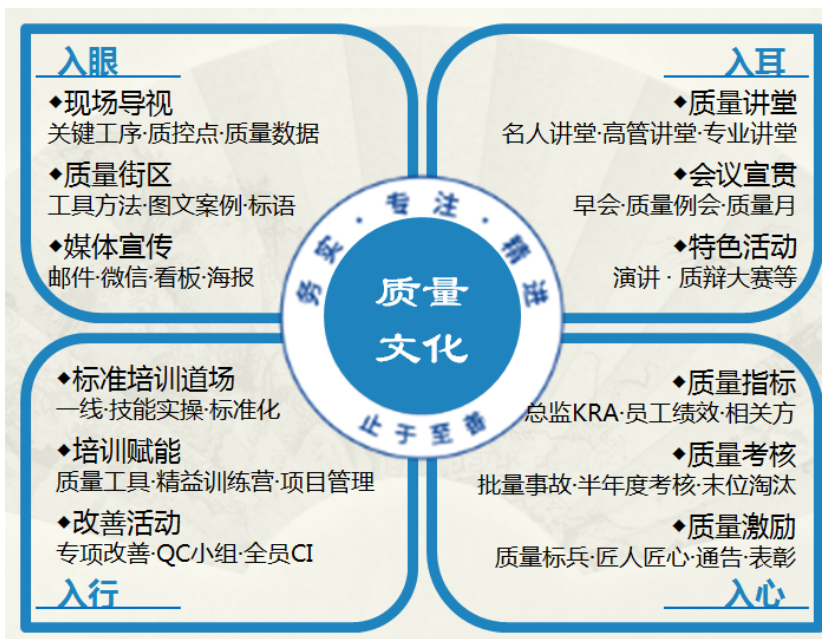 入眼
◆现场导视
关键工序·质控点·质量数据
◆质量街区
工具方法·图文案例·标语
◆媒体宣传
邮件·微信·看板·海报
入耳
◆质量讲堂
名人讲堂·高管讲堂·专业讲堂
◆会议宣贯
早会·质量例会·质量月
◆特色活动
演讲 · 质辩大赛等
务实·专注·精进
质量
文化
止于至善
◆标准培训道场
一线·技能实操·标准化
◆培训赋能
质量工具·精益训练营·项目管理
◆改善活动
专项改善·QC小组·全员CI
入行
◆质量指标
总监KRA·员工绩效·相关方
◆质量考核
批量事故·半年度考核·末位淘汰
◆质量激励
质量标兵·匠人匠心·通告·表彰
入心